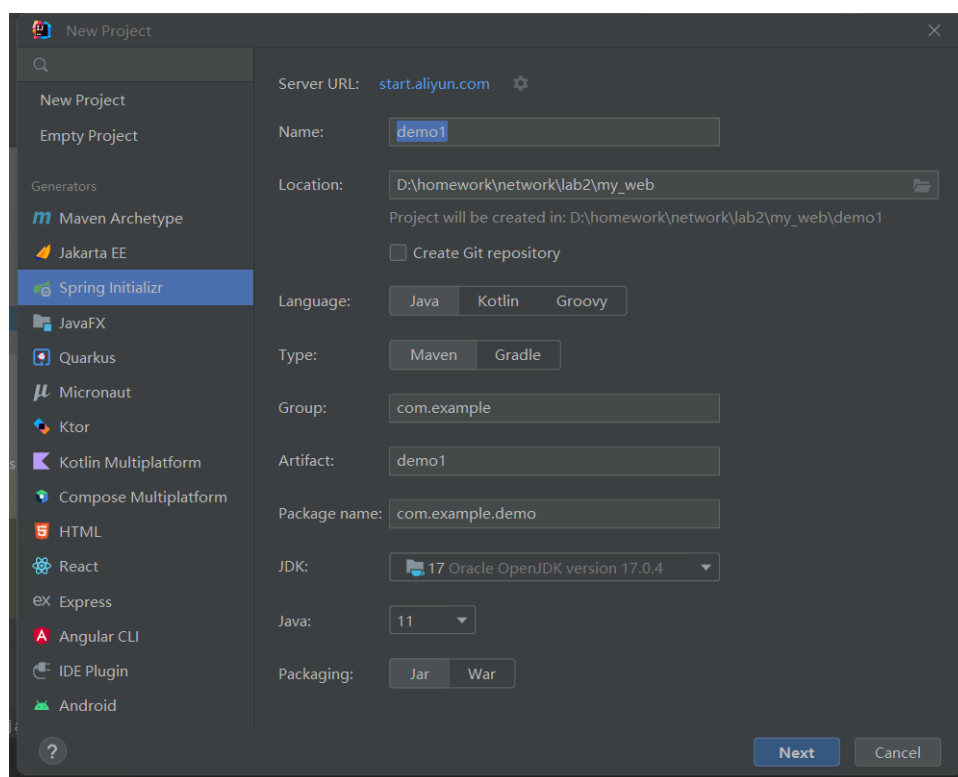 New Project
New Project
Empty Project
Generators
Maven Archetype
Jakarta EE
Spring Initializr
JavaFX
Quarkus
Micronaut
Ktor
Kotlin Multiplatform
Compose Multiplatform
HTML
React
Express
Angular CLI
IDE Plugin
Android
Server URL: start.aliyun.com
Name: demo1
Location: D:\homework\network\lab2\my_web
Project will be created in: D:\homework\network\lab2\my_web\demo1
Create Git repository
Language: Java Kotlin Groovy
Type: Maven Gradle
Group: com.example
Artifact: demo1
Package name: com.example.demo
JDK: 17 Oracle OpenJDK version 17.0.4
Java: 11
Packaging: Jar War
? Next Cancel